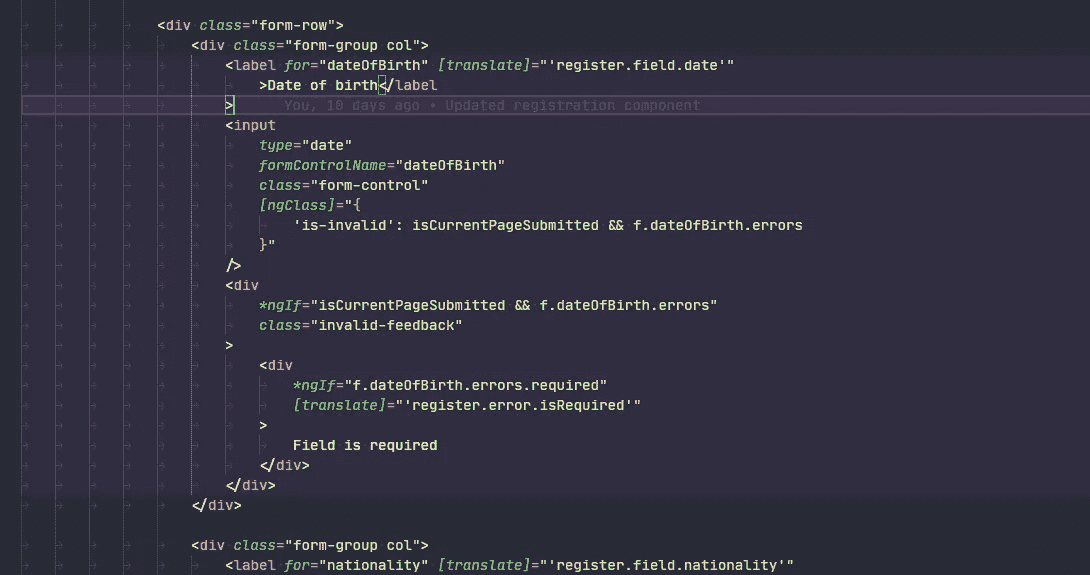 <div class="form-row">
<div class="form-group col">
<label for="dateOfBirth" [translate]="'register.field.date'"
>Date of birth</label
>     You, 10 days ago • Updated registration component
<input
type="date"
formControlName="dateOfBirth"
class="form-control"
[ngClass]="{
'is-invalid': isCurrentPageSubmitted && f.dateOfBirth.errors
}"
/>
<div
*ngIf="isCurrentPageSubmitted && f.dateOfBirth.errors"
class="invalid-feedback"
>
<div
*ngIf="f.dateOfBirth.errors.required"
[translate]="'register.error.isRequired'"
>
Field is required
</div>
</div>
</div>
<div class="form-group col">
<label for="nationality" [translate]="'register.field.nationality'"